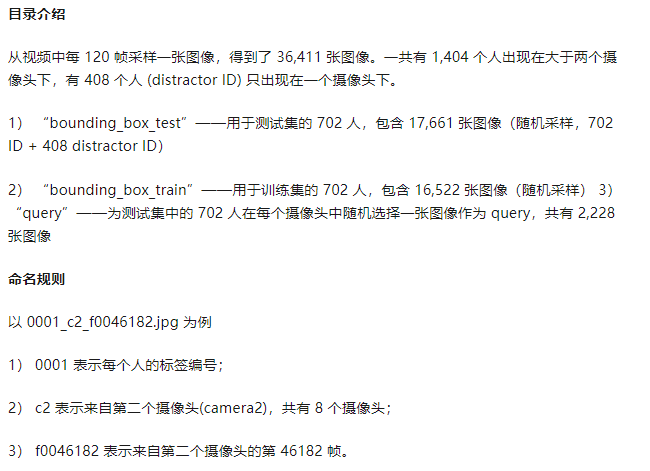 目录介绍
从视频中每 120 帧采样一张图像，得到了 36,411 张图像。一共有 1,404 个人出现在大于两个摄
像头下，有 408 个人 (distractor ID) 只出现在一个摄像头下。
1） “bounding_box_test”——用于测试集的 702 人，包含 17,661 张图像（随机采样，702
ID + 408 distractor ID）
2） “bounding_box_train”——用于训练集的 702 人，包含 16,522 张图像（随机采样） 3）
“query”——为测试集中的 702 人在每个摄像头中随机选择一张图像作为 query，共有 2,228
张图像
命名规则
以 0001_c2_f0046182.jpg 为例
1） 0001 表示每个人的标签编号；
2） c2 表示来自第二个摄像头(camera2)，共有 8 个摄像头；
3） f0046182 表示来自第二个摄像头的第 46182 帧。